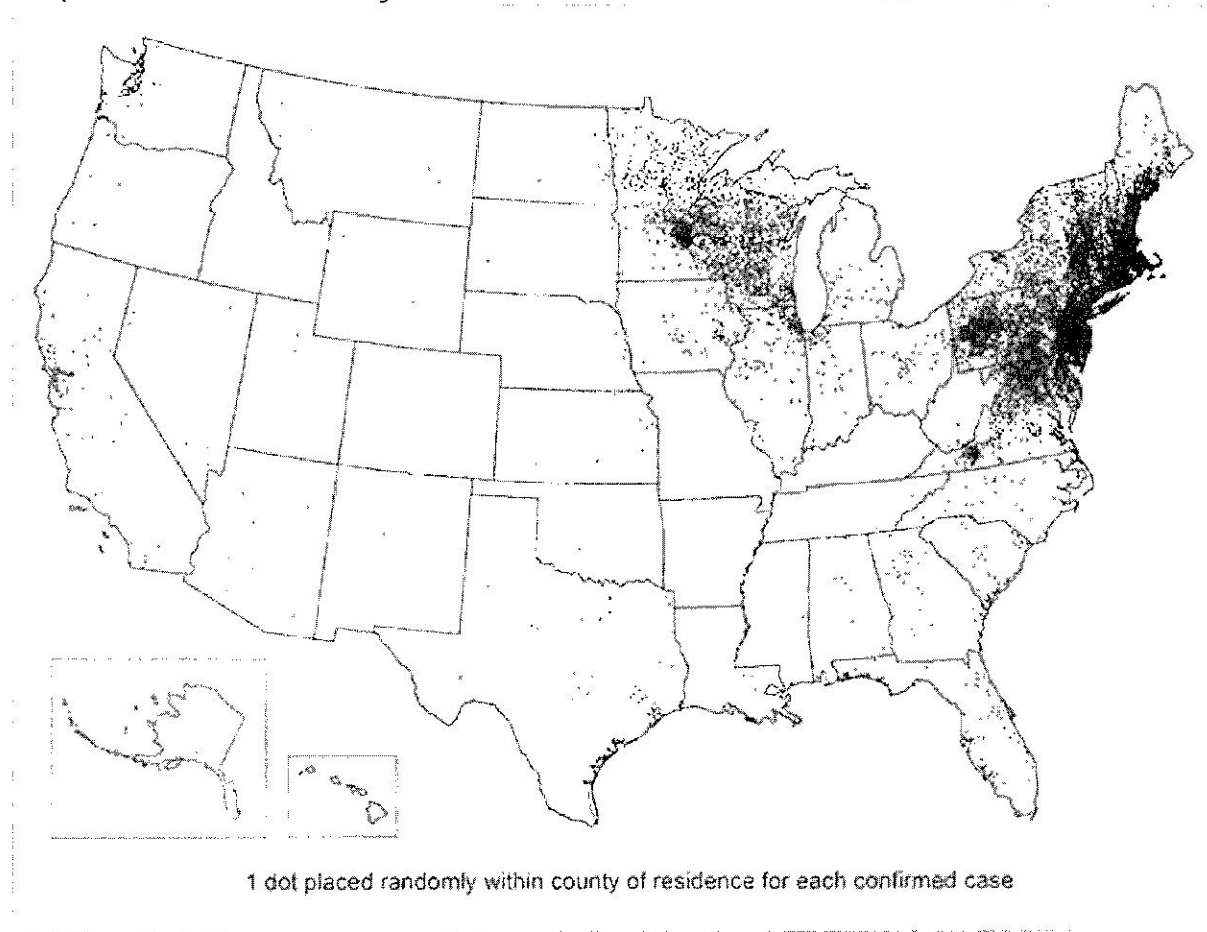 1 dot placed randomly within county of residence for each confirmed case